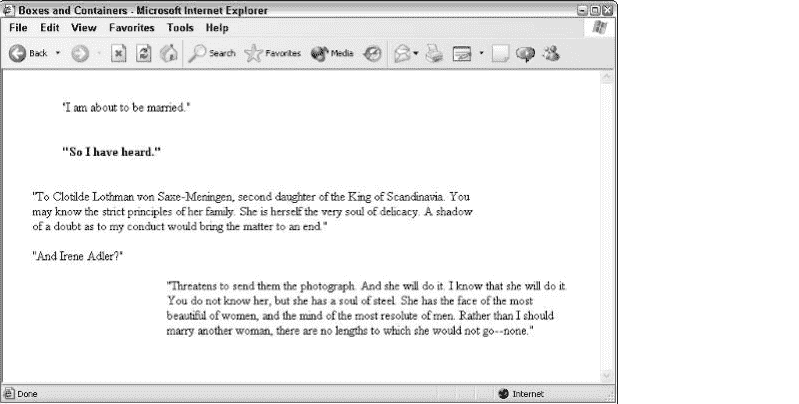 Boxes and Containers - Microsoft Internet Explorer
File Edit View Favorites Tools Help
Back Search Favorites Media
"I am about to be married."
"So I have heard."
"To Clotilde Lothman von Saxe-Meningen, second daughter of the King of Scandinavia. You
may know the strict principles of her family. She is herself the very soul of delicacy. A shadow
of a doubt as to my conduct would bring the matter to an end."
"And Irene Adler?"
"Threatens to send them the photograph. And she will do it. I know that she will do it.
You do not know her, but she has a soul of steel. She has the face of the most
beautiful of women, and the mind of the most resolute of men. Rather than I should
marry another woman, there are no lengths to which she would not go--none."
Done Internet